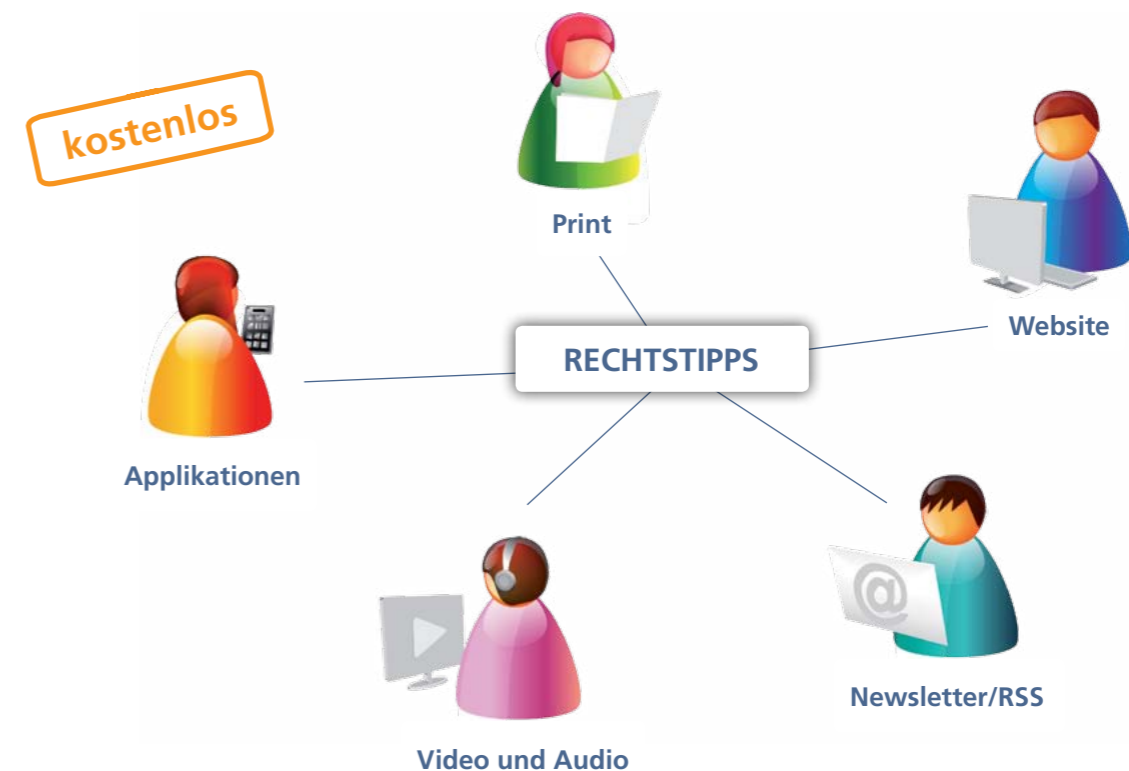 kostenlos
Print
Website
RECHTSTIPPS
Applikationen
@
Newsletter/RSS
Video und Audio